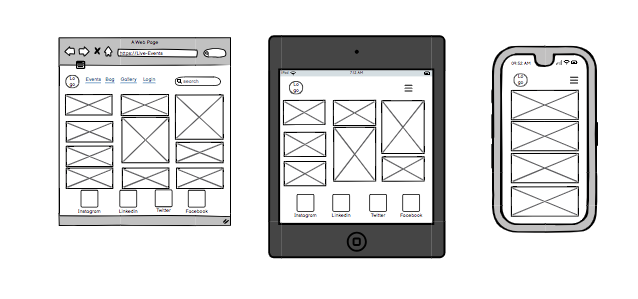 A Web Page
https://Live-Events
Lo
go
Events Bog Gallery Login
search
Instagram LinkedIn Twitter Facebook
iPad
7:12 AM
Lo
go
Instagram LinkedIn Twitter Facebook
09:52 AM
Lo
go